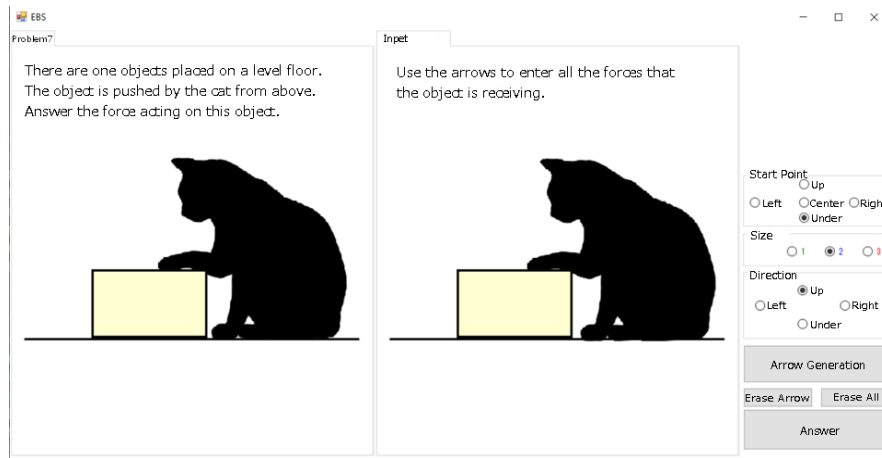 EBS
Problem7
There are one objects placed on a level floor.
The object is pushed by the cat from above.
Answer the force acting on this object.
Inpet
Use the arrows to enter all the forces that
the object is receiving.
Start Point
Up
Left Center Righ
Under
Size
1 2 3
Direction
Up
Left Right
Under
Arrow Generation
Erase Arrow Erase All
Answer